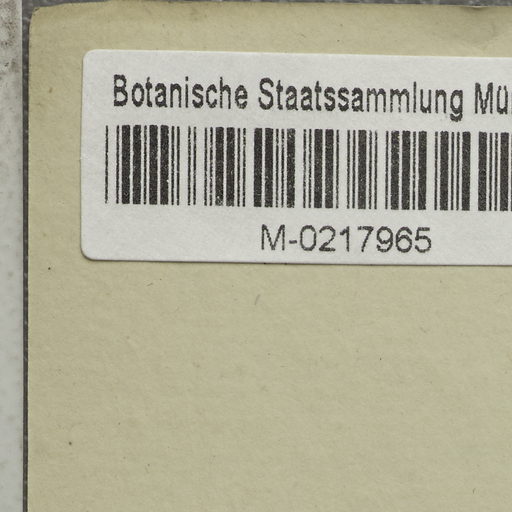 Botanische Staatssammlung Mü
M-0217965